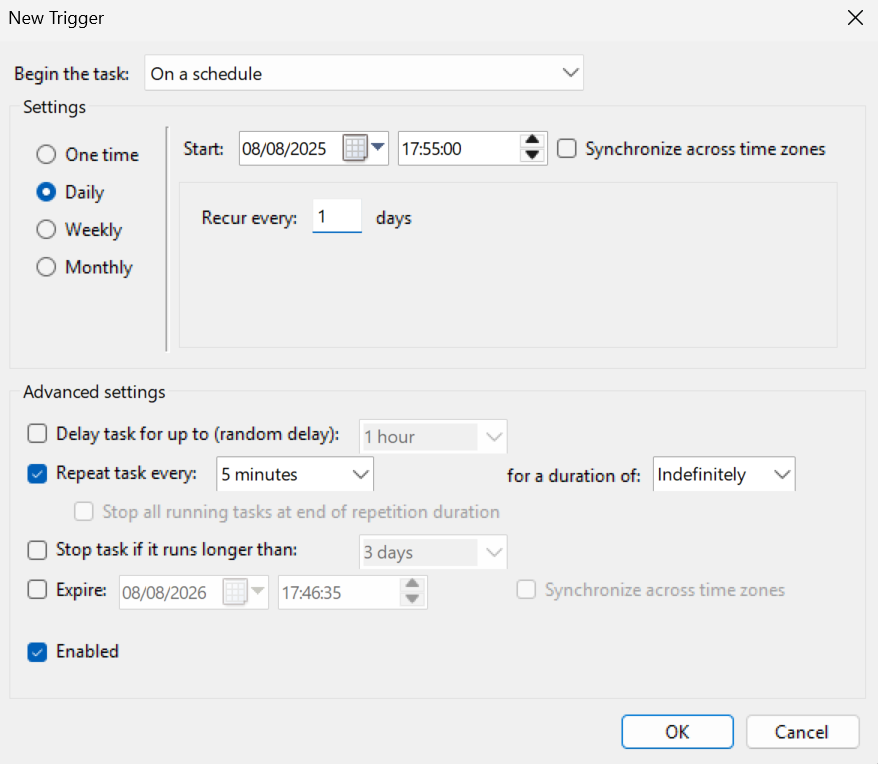 New Trigger
Begin the task: On a schedule
Settings
One time
Daily
Weekly
Monthly
Start: 08/08/2025 17:55:00 Synchronize across time zones
Recur every: 1 days
Advanced settings
Delay task for up to (random delay): 1 hour
Repeat task every: 5 minutes for a duration of: Indefinitely
Stop all running tasks at end of repetition duration
Stop task if it runs longer than: 3 days
Expire: 08/08/2026 17:46:35 Synchronize across time zones
Enabled
OK Cancel